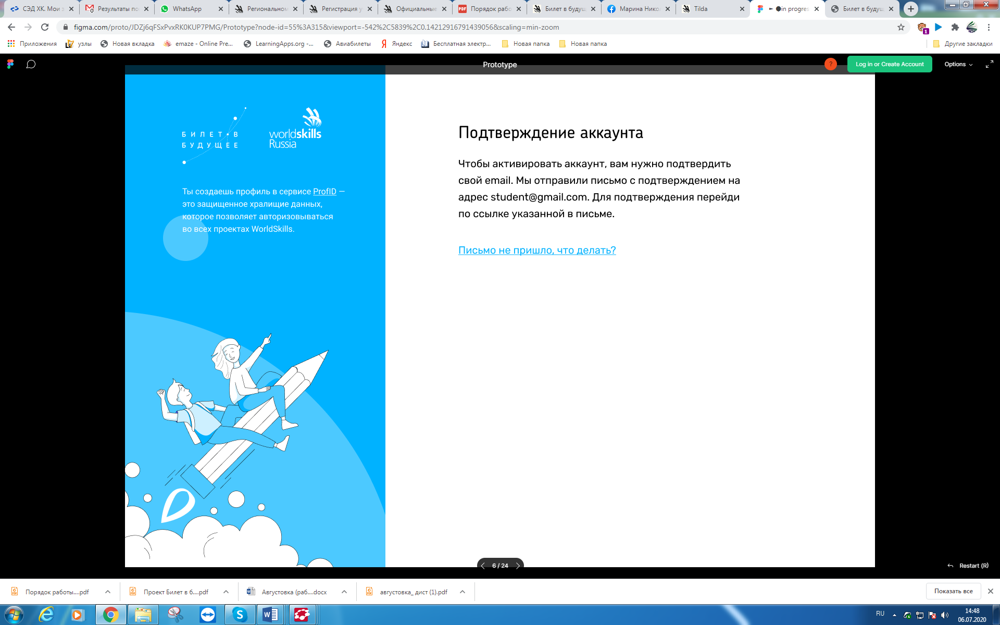 СЭД ХК. Мои э
Результаты по
WhatsApp
Региональном
Регистрация у
Официальные
Порядок рабо
Билет в будущ
Марина Нико
Tilda
in progres
Билет в будущ
figma.com/proto/JDZj6qFSxPvxRK0KUP7PMG/Prototype?node-id=55%3A315&viewport=-542%2C5839%2C0.14212916791439056&scaling=min-zoom
Приложения
узлы
Новая вкладка
emaze - Online Pre...
LearningApps.org -...
Авиабилеты
Яндекс
Бесплатная электр...
Новая папка
Новая папка
Другие закладки
Prototype
?
Log in or Create Account
Options
БИЛЕТ В
БУДУЩЕЕ
worldskills
Russia
Ты создаешь профиль в сервисе ProfID —
это защищенное хралищие данных,
которое позволяет авторизовываться
во всех проектах WorldSkills.
Подтверждение аккаунта
Чтобы активировать аккаунт, вам нужно подтвердить
свой email. Мы отправили письмо с подтверждением на
адрес student@gmail.com. Для подтверждения перейди
по ссылке указанной в письме.
Письмо не пришло, что делать?
6 / 24
Restart (R)
Порядок работы....pdf
Проект Билет в б....pdf
Августовка (раб....docx
августовка_ дист (1).pdf
Показать все
RU
14:48
06.07.2020